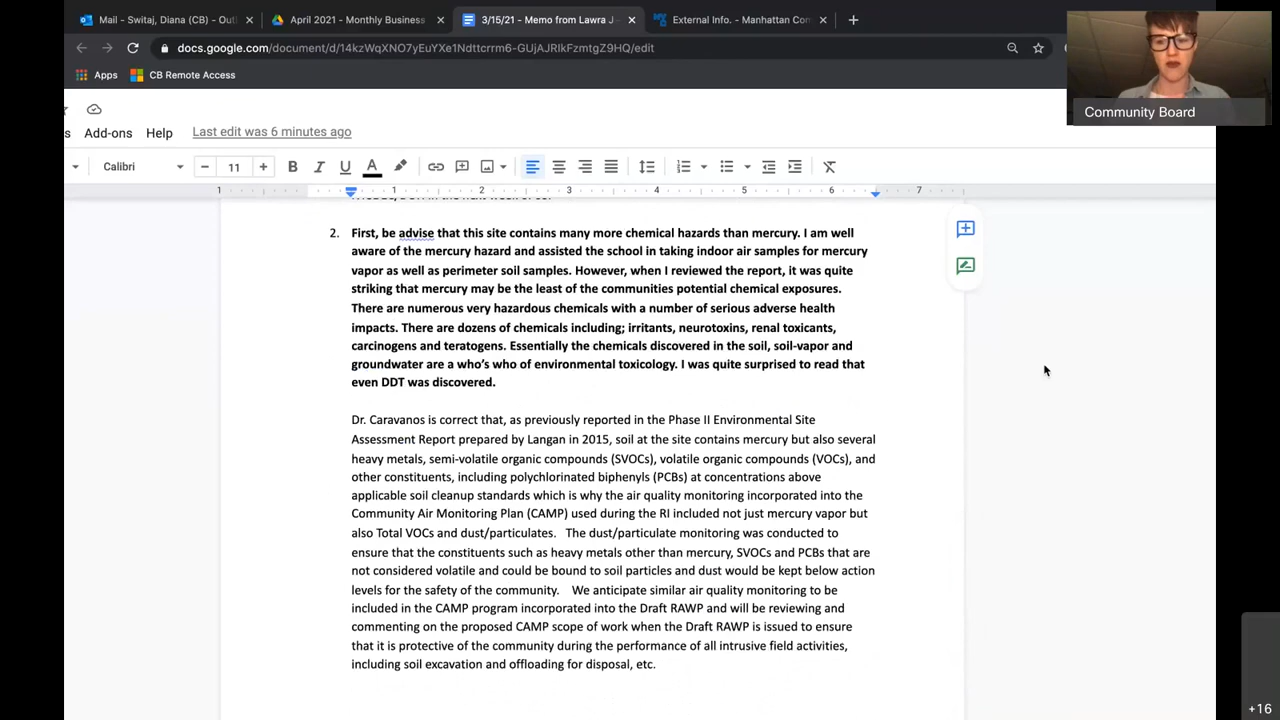 Mail - Switaj, Diana (CB) - Out
April 2021 - Monthly Business
3/15/21 - Memo from Lawra J -
External Info. - Manhattan Com
docs.google.com/document/d/14kzWqXNO7yEuYXe1Ndttcrrm6-GUjAJRlkFzmtgZ9HQ/edit
Apps
CB Remote Access
Community Board
s Add-ons Help Last edit was 6 minutes ago
Calibri
11
B I U A
1 1 2 3 4 5 6 7
2. First, be advise that this site contains many more chemical hazards than mercury. I am well
aware of the mercury hazard and assisted the school in taking indoor air samples for mercury
vapor as well as perimeter soil samples. However, when I reviewed the report, it was quite
striking that mercury may be the least of the communities potential chemical exposures.
There are numerous very hazardous chemicals with a number of serious adverse health
impacts. There are dozens of chemicals including; irritants, neurotoxins, renal toxicants,
carcinogens and teratogens. Essentially the chemicals discovered in the soil, soil-vapor and
groundwater are a who's who of environmental toxicology. I was quite surprised to read that
even DDT was discovered.
Dr. Caravanos is correct that, as previously reported in the Phase II Environmental Site
Assessment Report prepared by Langan in 2015, soil at the site contains mercury but also several
heavy metals, semi-volatile organic compounds (SVOCs), volatile organic compounds (VOCs), and
other constituents, including polychlorinated biphenyls (PCBs) at concentrations above
applicable soil cleanup standards which is why the air quality monitoring incorporated into the
Community Air Monitoring Plan (CAMP) used during the RI included not just mercury vapor but
also Total VOCs and dust/particulates. The dust/particulate monitoring was conducted to
ensure that the constituents such as heavy metals other than mercury, SVOCs and PCBs that are
not considered volatile and could be bound to soil particles and dust would be kept below action
levels for the safety of the community. We anticipate similar air quality monitoring to be
included in the CAMP program incorporated into the Draft RAWP and will be reviewing and
commenting on the proposed CAMP scope of work when the Draft RAWP is issued to ensure
that it is protective of the community during the performance of all intrusive field activities,
including soil excavation and offloading for disposal, etc.
+16